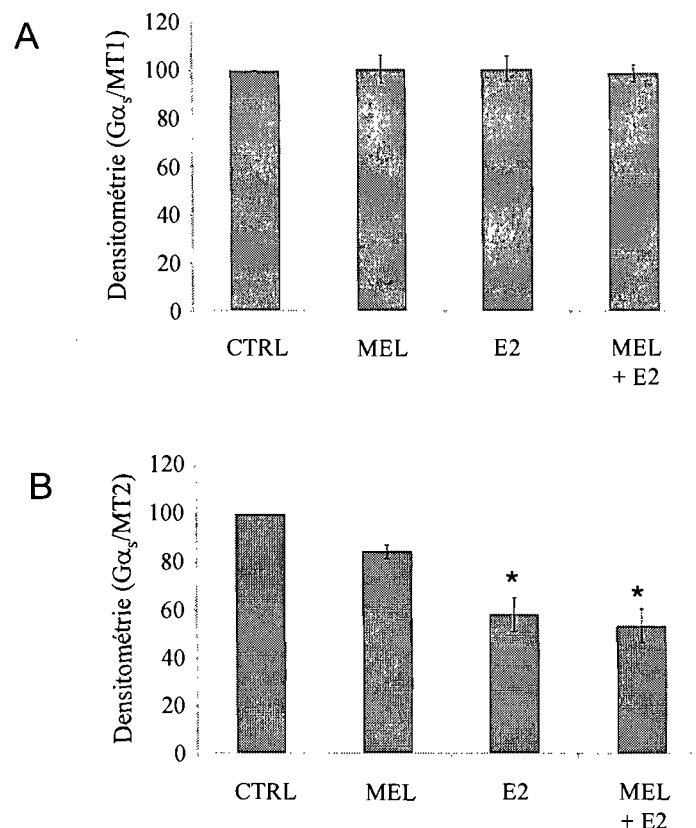 A
Densitométrie (Gαs/MT1)
120
100
80
60
40
20
0
CTRL
MEL
E2
MEL
+ E2
B
Densitométrie (Gαs/MT2)
120
100
80
60
40
20
0
*
*
CTRL
MEL
E2
MEL
+ E2